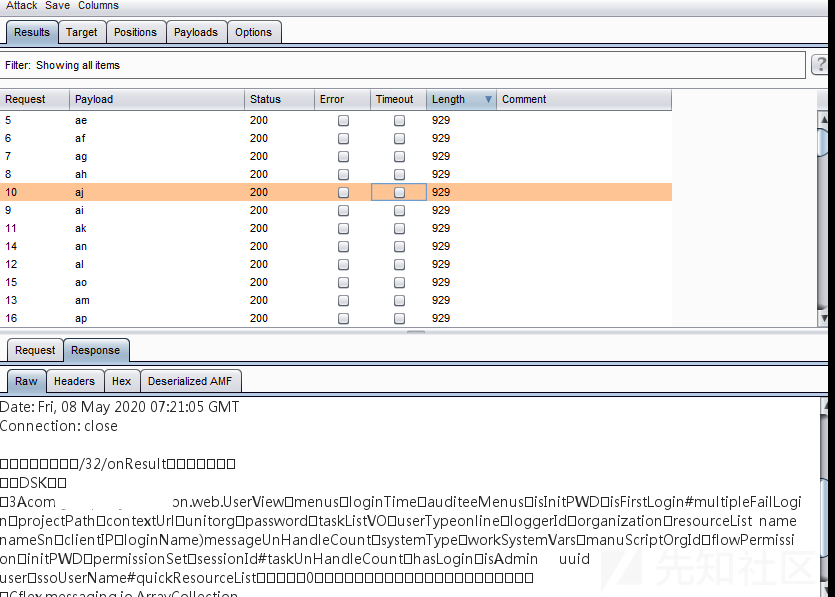 Attack Save Columns
Results Target Positions Payloads Options
Filter: Showing all items ?
Request Payload Status Error Timeout Length Comment
5 ae 200 929
6 af 200 929
7 ag 200 929
8 ah 200 929
10 aj 200 929
9 ai 200 929
11 ak 200 929
14 an 200 929
12 al 200 929
15 ao 200 929
13 am 200 929
16 ap 200 929
Request Response
Raw Headers Hex Deserialized AMF
Date: Fri, 08 May 2020 07:21:05 GMT
Connection: close
□□□□□□□□/32/onResult□□□□□□□
□□DSK□□
□3Acom on.web.UserView□menus□loginTime□auditeeMenus□isInitPWD□isFirstLogin#multipleFailLogi
n□projectPath□contextUrl□unitorg□password□taskListVO□userTypeonline□loggerId□organization□resourceList name
nameSn□clientIP□loginName)messageUnHandleCount□systemType□workSystemVars□manuScriptOrgId□flowPermissi
on□initPWD□permissionSet□sessionId#taskUnHandleCount□hasLogin□isAdmin uuid
user□ssoUserName#quickResourceList□□□□□0□□□□□□□□□□□□□□□□□□□□□□
□Cflex.messaging.io.ArrayCollection
先知社区